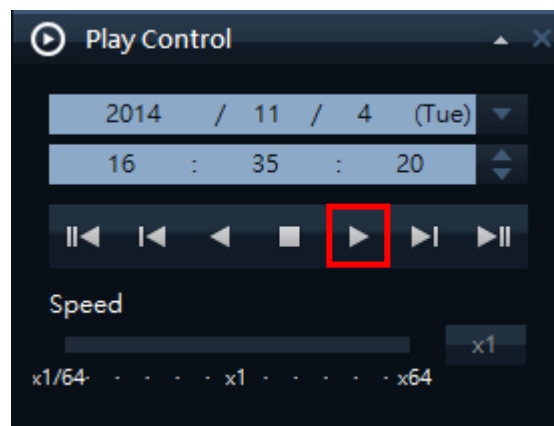 Play Control
2014 / 11 / 4 (Tue)
16 : 35 : 20
Speed
x1
x1/64 · · · · · x1 · · · · · x64